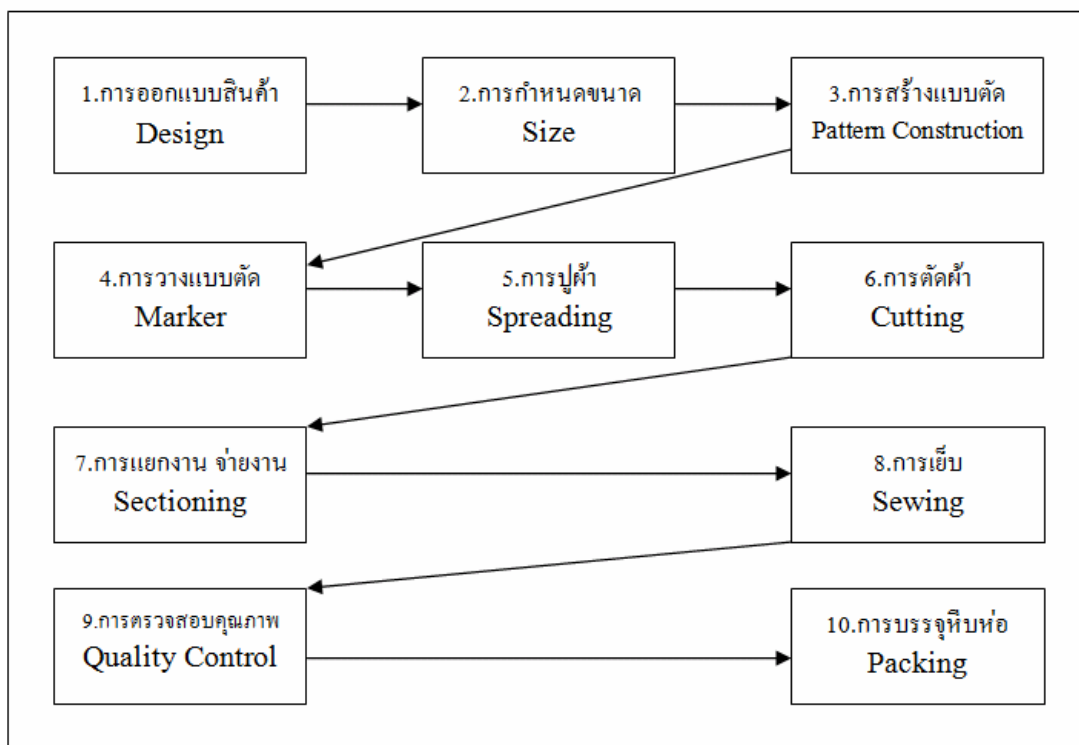 1.การออกแบบสินค้า
Design
2.การกำหนดขนาด
Size
3.การสร้างแบบตัด
Pattern Construction
4.การวางแบบตัด
Marker
5.การปูผ้า
Spreading
6.การตัดผ้า
Cutting
7.การแยกงาน จ่ายงาน
Sectioning
8.การเย็บ
Sewing
9.การตรวจสอบคุณภาพ
Quality Control
10.การบรรจุหีบห่อ
Packing